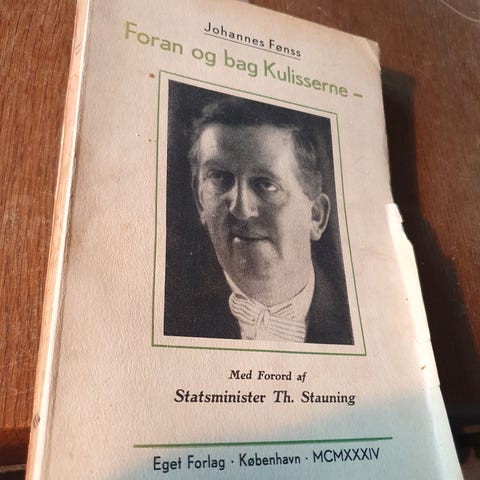 Johannes Fønss
Foran og bag Kulisserne –
Med Forord af
Statsminister Th. Stauning
Eget Forlag · København · MCMXXXIV